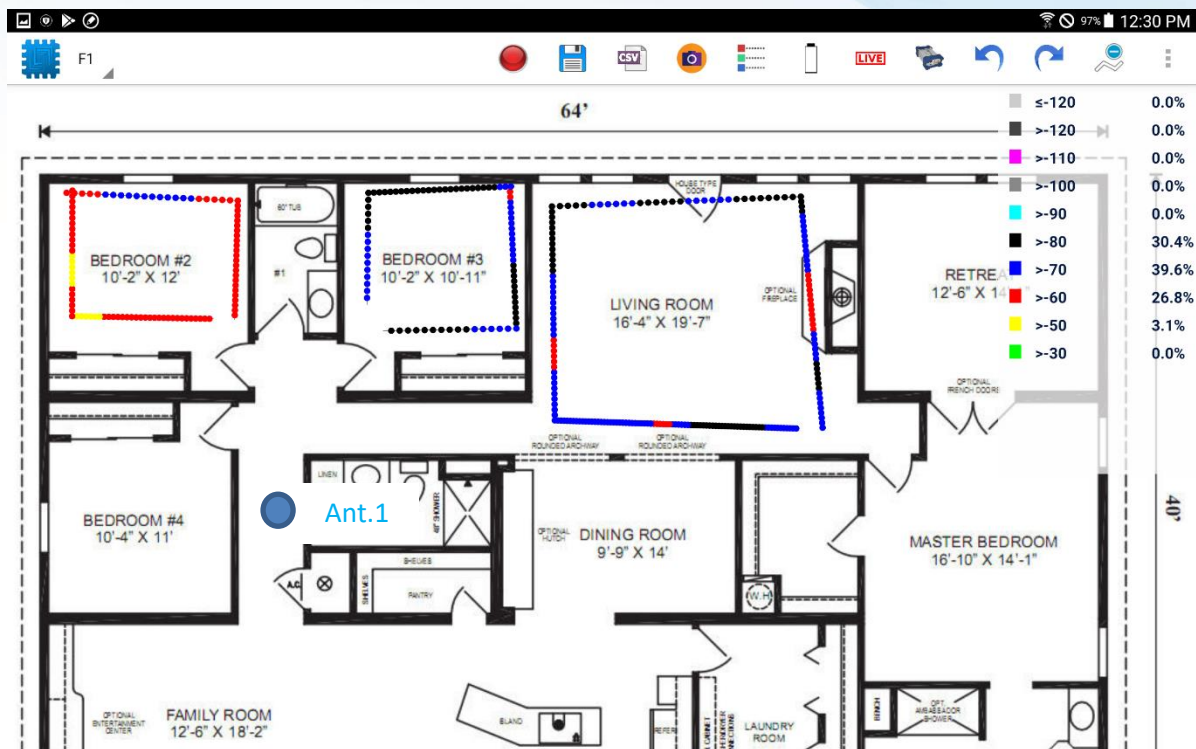 97% 12:30 PM
F1
CSV
LIVE
64'
≤-120 0.0%
>-120 0.0%
>-110 0.0%
>-100 0.0%
>-90 0.0%
>-80 30.4%
>-70 39.6%
>-60 26.8%
>-50 3.1%
>-30 0.0%
HOUSE TYPE
DOOR
60" TUB
BEDROOM #2
10'-2" X 12'
#1
BEDROOM #3
10'-2" X 10'-11"
LIVING ROOM
16'-4" X 19'-7"
OPTIONAL
FIREPLACE
RETREA
12'-6" X 14
OPTIONAL
FRENCH DOORS
OPTIONAL
ROUNDED ARCHWAY
OPTIONAL
ROUNDED ARCHWAY
LINEN
48" SHOWER
Ant.1
BEDROOM #4
10'-4" X 11'
OPTIONAL
HUTCH
DINING ROOM
9'-9" X 14'
MASTER BEDROOM
16'-10" X 14'-1"
40'
A.C.
SHELVES
SHELVES
PANTRY
W.H
FAMILY ROOM
12'-6" X 18'-2"
OPTIONAL
ENTERTAINMENT
CENTER
ISLAND
REFER
LAUNDRY
ROOM
BENCH
OPT.
AMBASSADOR
SHOWER